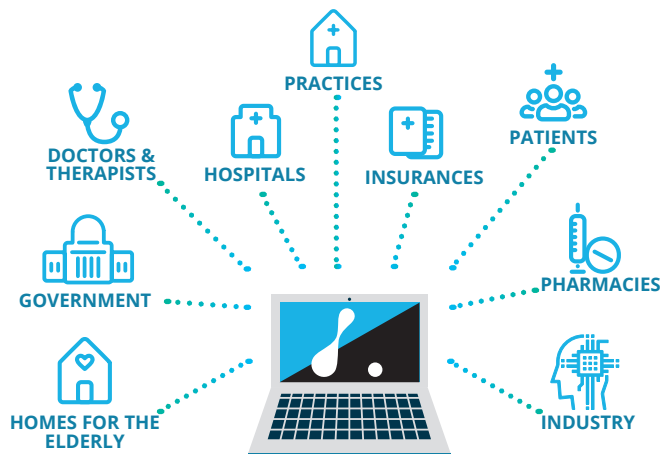 PRACTICES
DOCTORS &
THERAPISTS
HOSPITALS
INSURANCES
PATIENTS
GOVERNMENT
PHARMACIES
HOMES FOR THE
ELDERLY
INDUSTRY